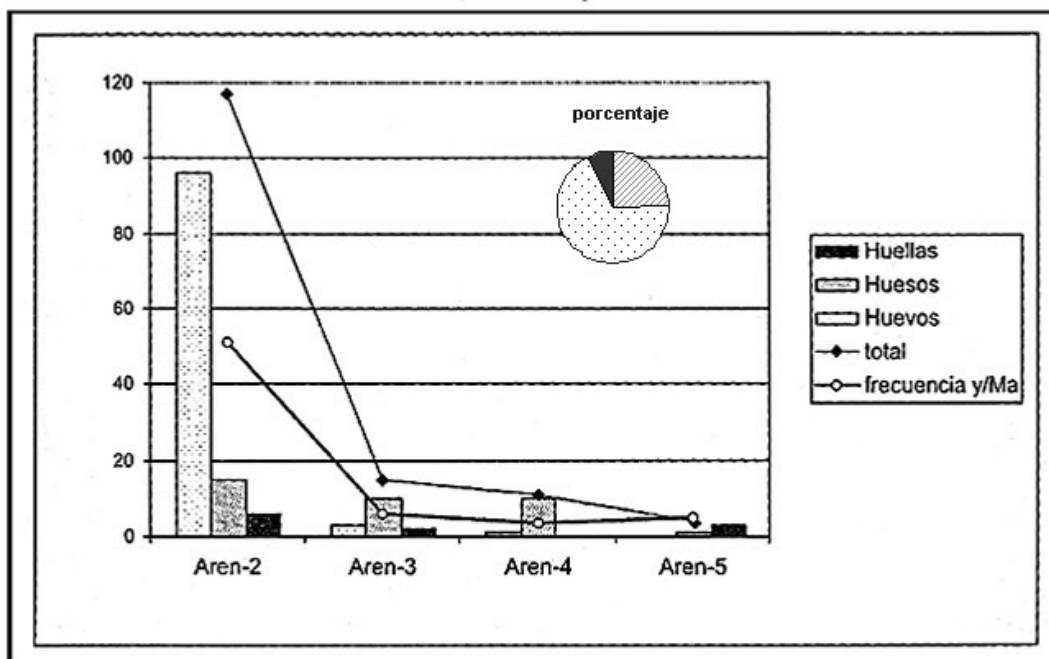 porcentaje
120
100
80
60
40
20
0
Aren-2 Aren-3 Aren-4 Aren-5
Huellas
Huesos
Huevos
total
frecuencia y/Ma